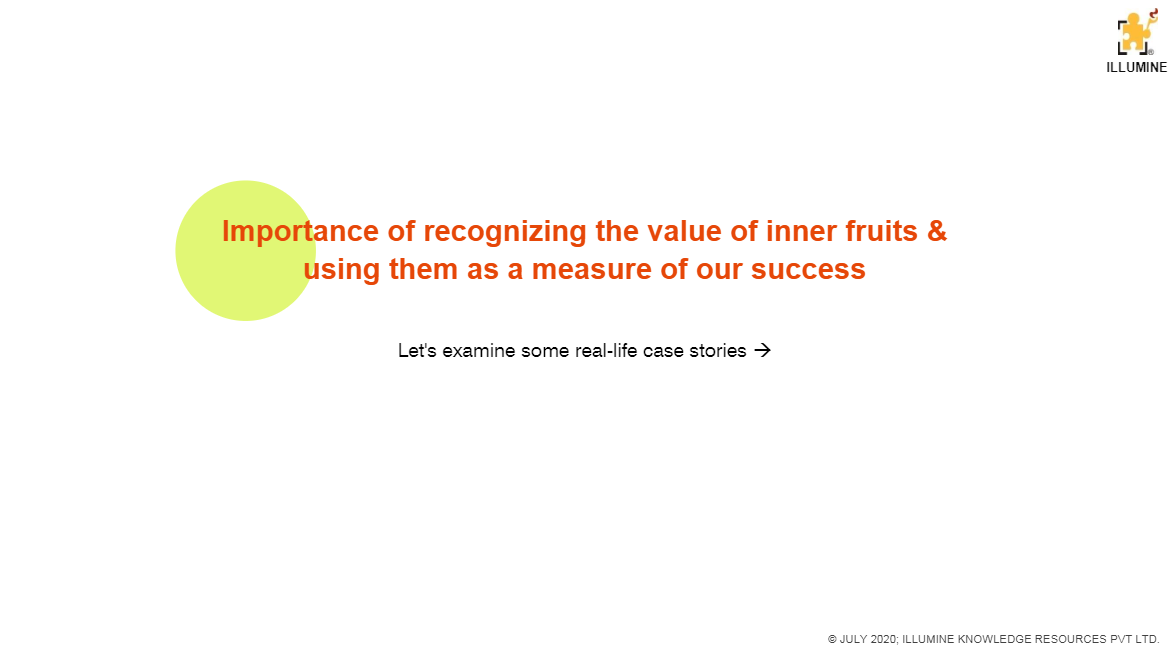 ILLUMINE
Importance of recognizing the value of inner fruits &
using them as a measure of our success
Let's examine some real-life case stories →
© JULY 2020; ILLUMINE KNOWLEDGE RESOURCES PVT LTD.